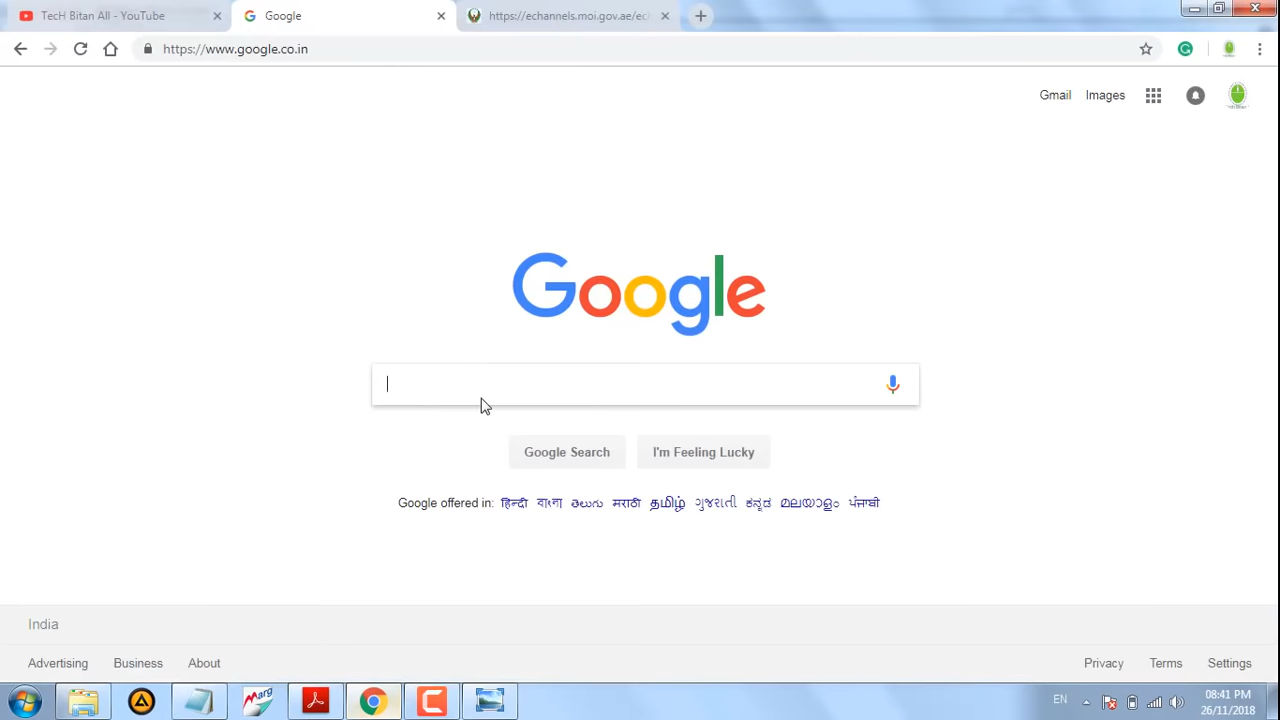 TecH Bitan All - YouTube
Google
https://echannels.moi.gov.ae/ec
https://www.google.co.in
Gmail Images
Google
Google Search I'm Feeling Lucky
Google offered in: हिन्दी বাংলা తెలుగు मराठी தமிழ் ગુજરાતી ಕನ್ನಡ മലയാളം ਪੰਜਾਬੀ
India
Advertising Business About Privacy Terms Settings
Marg
EN
08:41 PM
26/11/2018